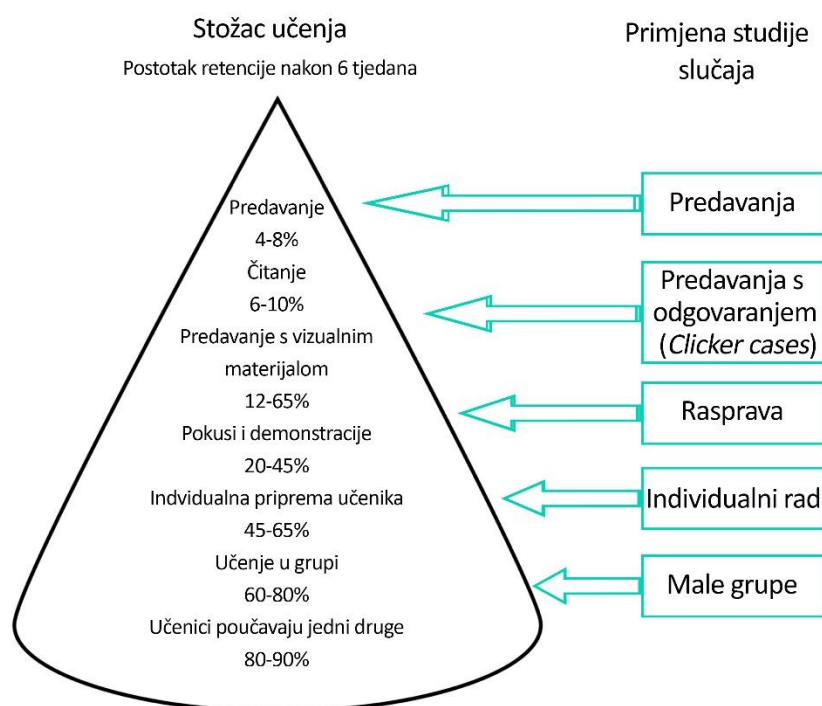 Stožac učenja
Postotak retencije nakon 6 tjedana
Predavanje
4-8%
Čitanje
6-10%
Predavanje s vizualnim
materijalom
12-65%
Pokusi i demonstracije
20-45%
Indvidualna priprema učenika
45-65%
Učenje u grupi
60-80%
Učenici poučavaju jedni druge
80-90%
Primjena studije
slučaja
Predavanja
Predavanja s
odgovaranjem
(Clicker cases)
Rasprava
Individualni rad
Male grupe